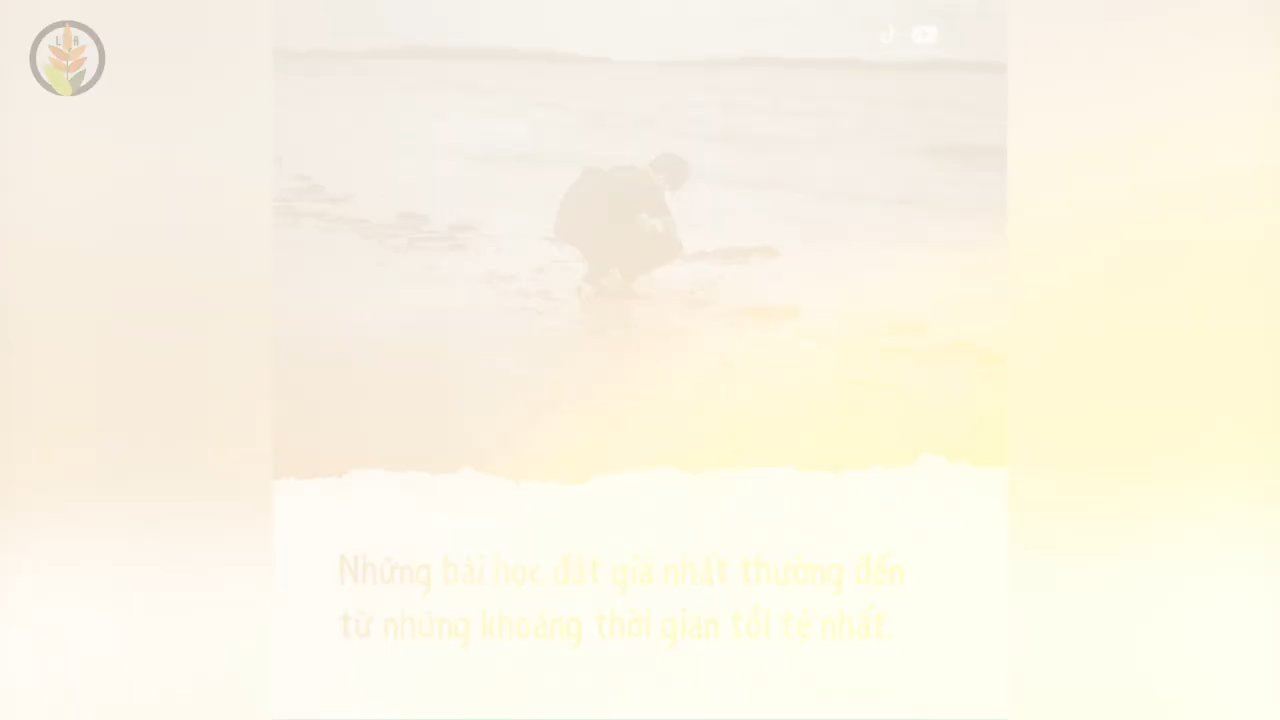 L A
Những bài học đắt giá nhất thường đến
từ những khoảng thời gian tồi tệ nhất